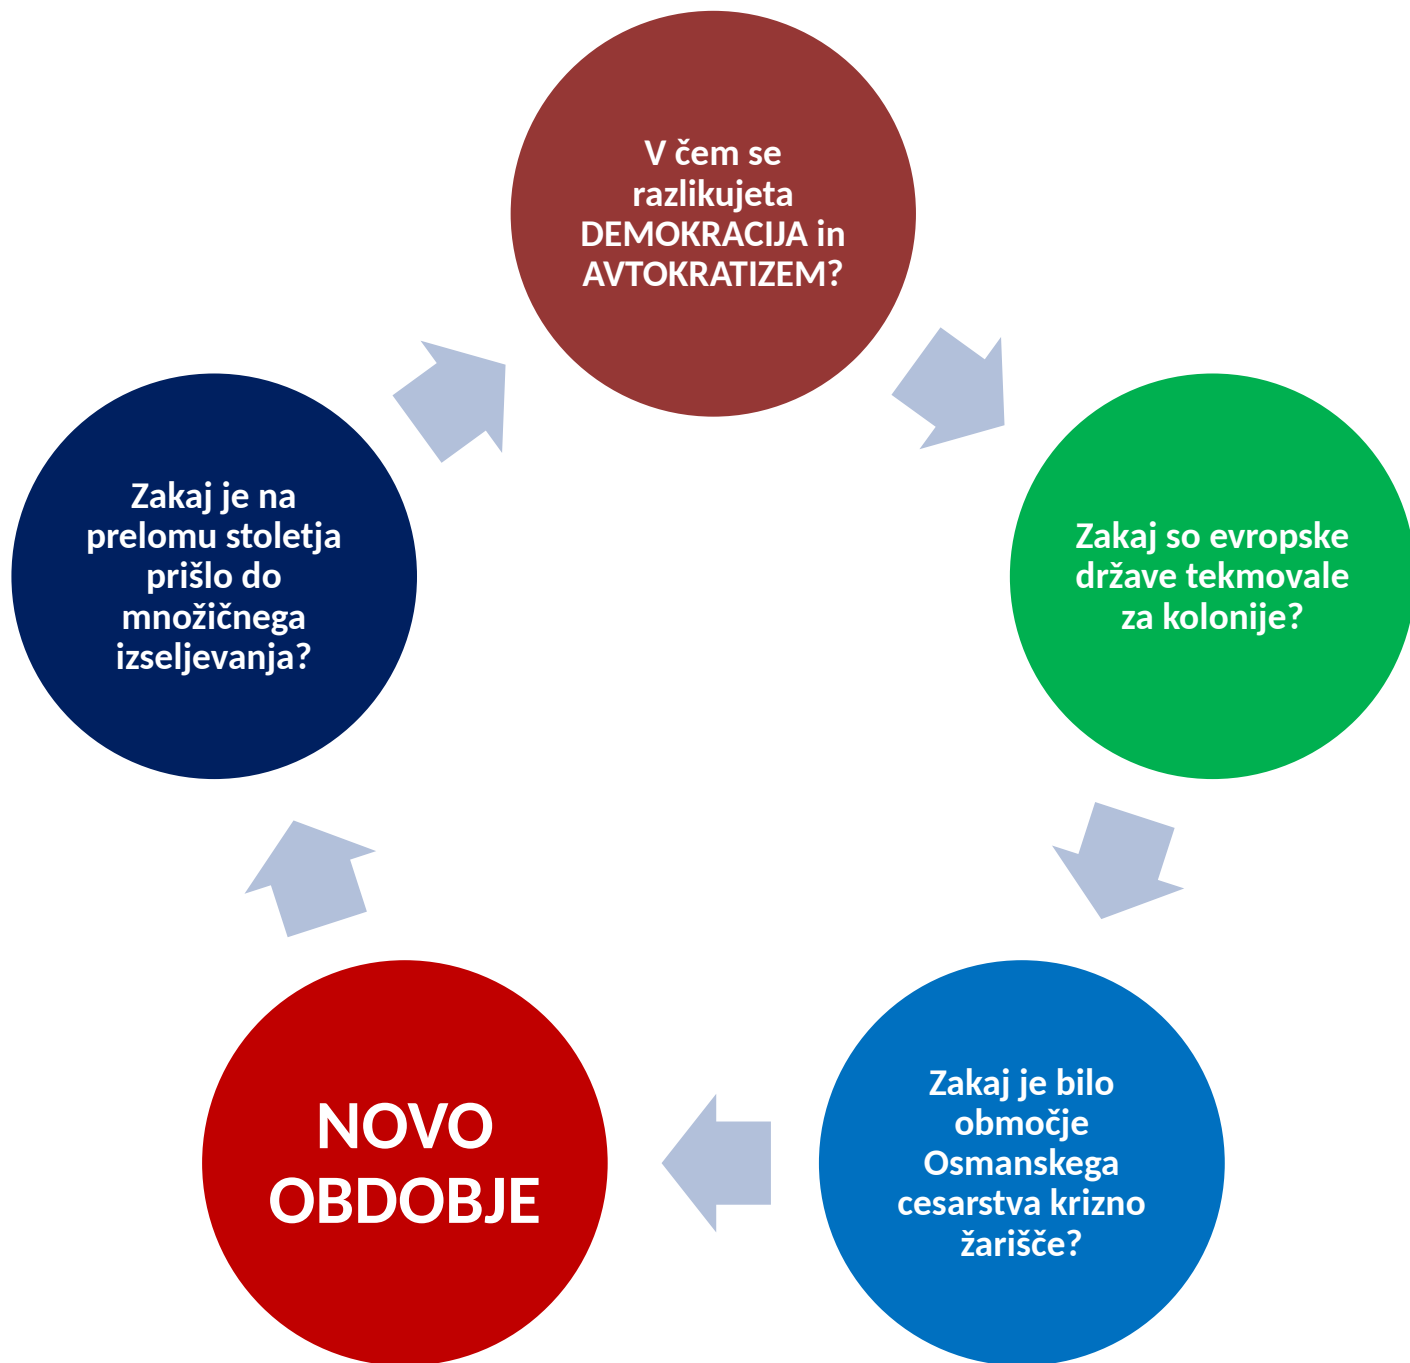 V čem se
razlikujeta
DEMOKRACIJA in
AVTOKRATIZEM?
Zakaj so evropske
države tekmovale
za kolonije?
Zakaj je bilo
območje
Osmanskega
cesarstva krizno
žarišče?
NOVO
OBDOBJE
Zakaj je na
prelomu stoletja
prišlo do
množičnega
izseljevanja?